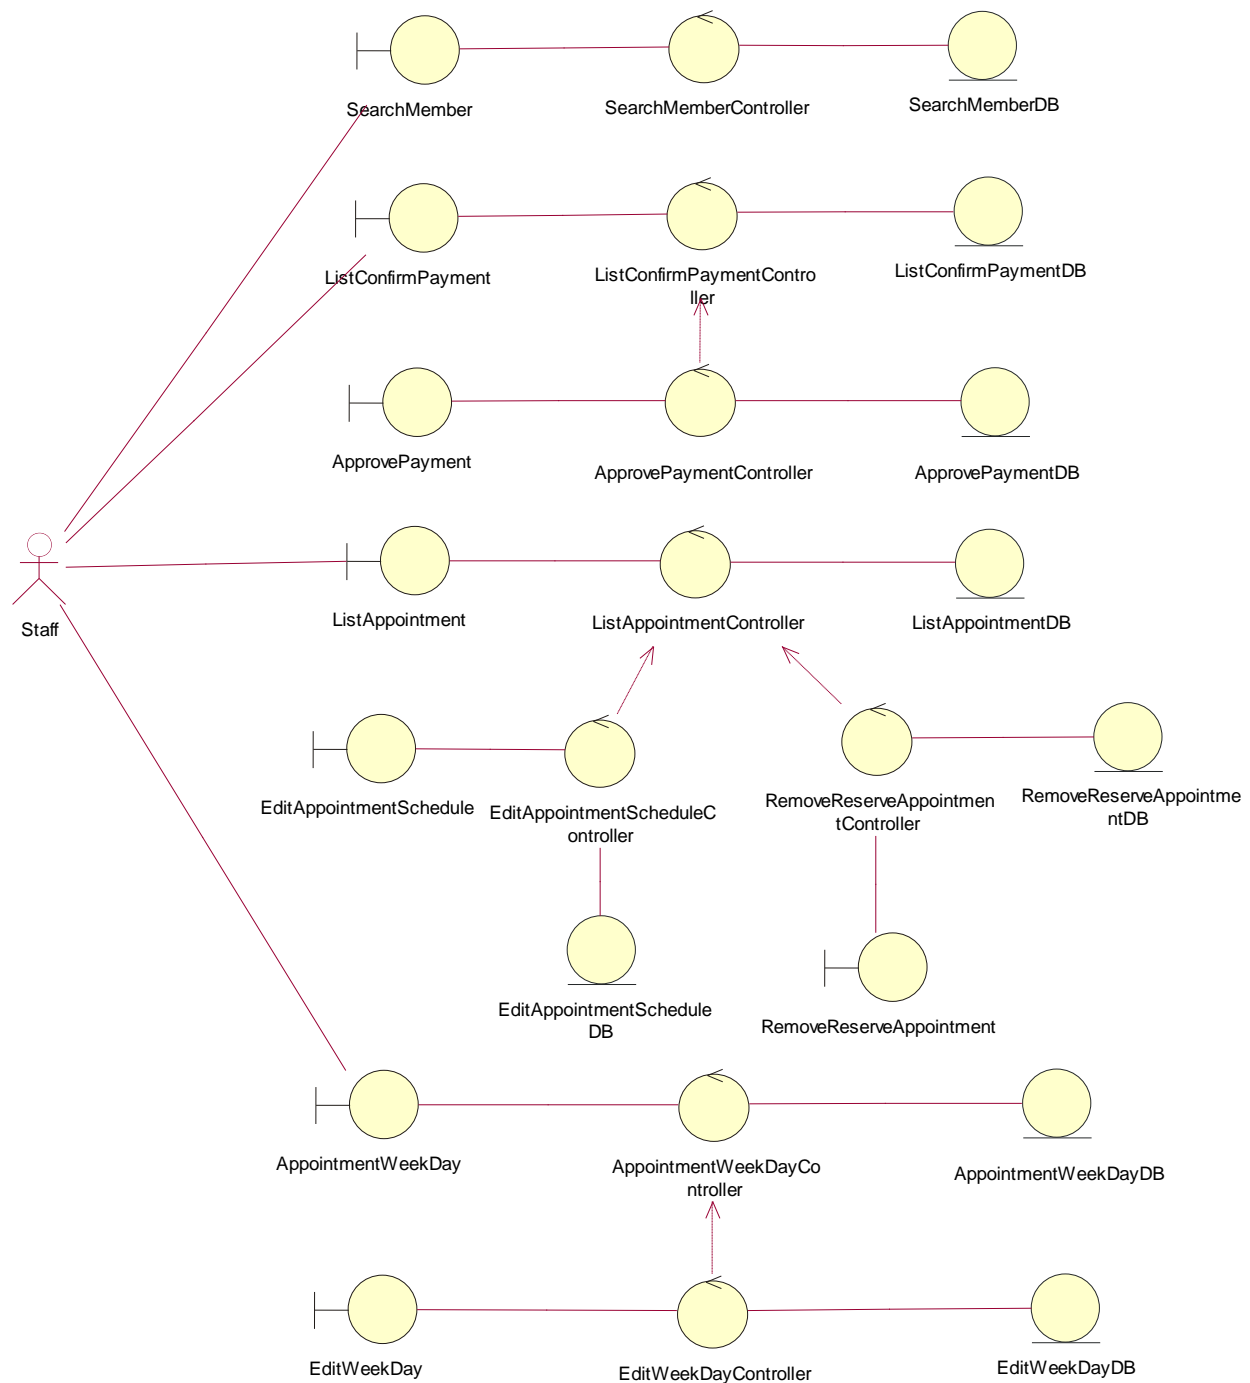 SearchMember
SearchMemberController
SearchMemberDB
ListConfirmPayment
ListConfirmPaymentContro
ller
ListConfirmPaymentDB
ApprovePayment
ApprovePaymentController
ApprovePaymentDB
Staff
ListAppointment
ListAppointmentController
ListAppointmentDB
EditAppointmentSchedule
EditAppointmentScheduleC
ontroller
RemoveReserveAppointmen
tController
RemoveReserveAppointme
ntDB
EditAppointmentSchedule
DB
RemoveReserveAppointment
AppointmentWeekDay
AppointmentWeekDayCo
ntroller
AppointmentWeekDayDB
EditWeekDay
EditWeekDayController
EditWeekDayDB